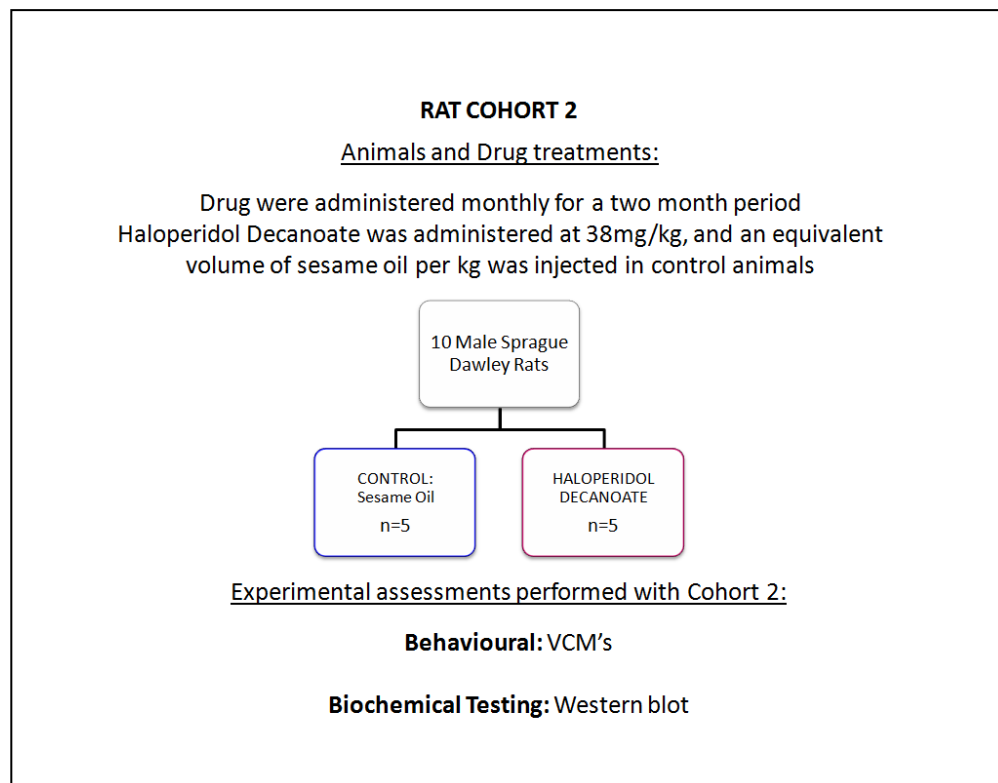 RAT COHORT 2
Animals and Drug treatments:
Drug were administered monthly for a two month period
Haloperidol Decanoate was administered at 38mg/kg, and an equivalent
volume of sesame oil per kg was injected in control animals
10 Male Sprague
Dawley Rats
CONTROL:
Sesame Oil
n=5
HALOPERIDOL
DECANOATE
n=5
Experimental assessments performed with Cohort 2:
Behavioural: VCM's
Biochemical Testing: Western blot